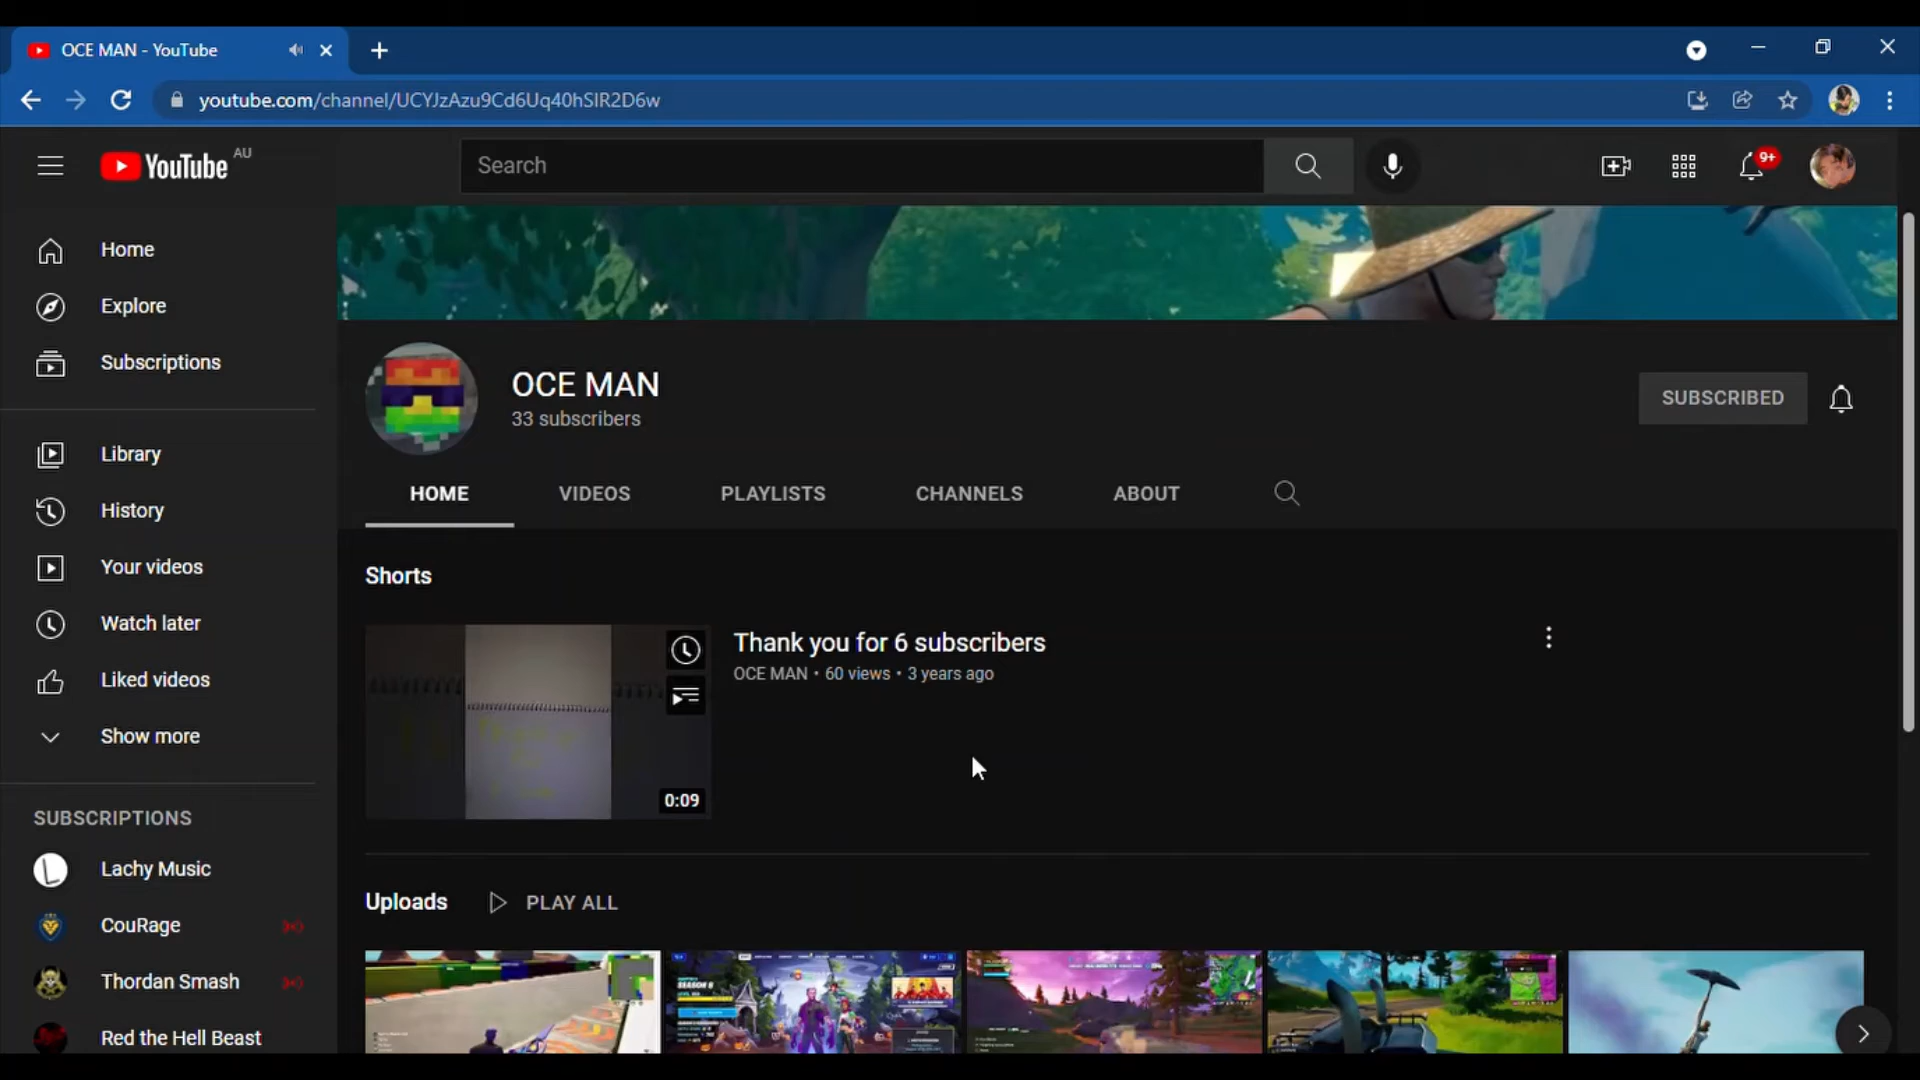 OCE MAN - YouTube
youtube.com/channel/UCYJzAzu9Cd6Uq40hSIR2D6w
YouTube AU
Search
9+
Home
Explore
Subscriptions
Library
History
Your videos
Watch later
Liked videos
Show more
SUBSCRIPTIONS
Lachy Music
CouRage
Thordan Smash
Red the Hell Beast
OCE MAN
33 subscribers
SUBSCRIBED
HOME
VIDEOS
PLAYLISTS
CHANNELS
ABOUT
Shorts
0:09
Thank you for 6 subscribers
OCE MAN • 60 views • 3 years ago
Uploads
PLAY ALL
SEASON 8